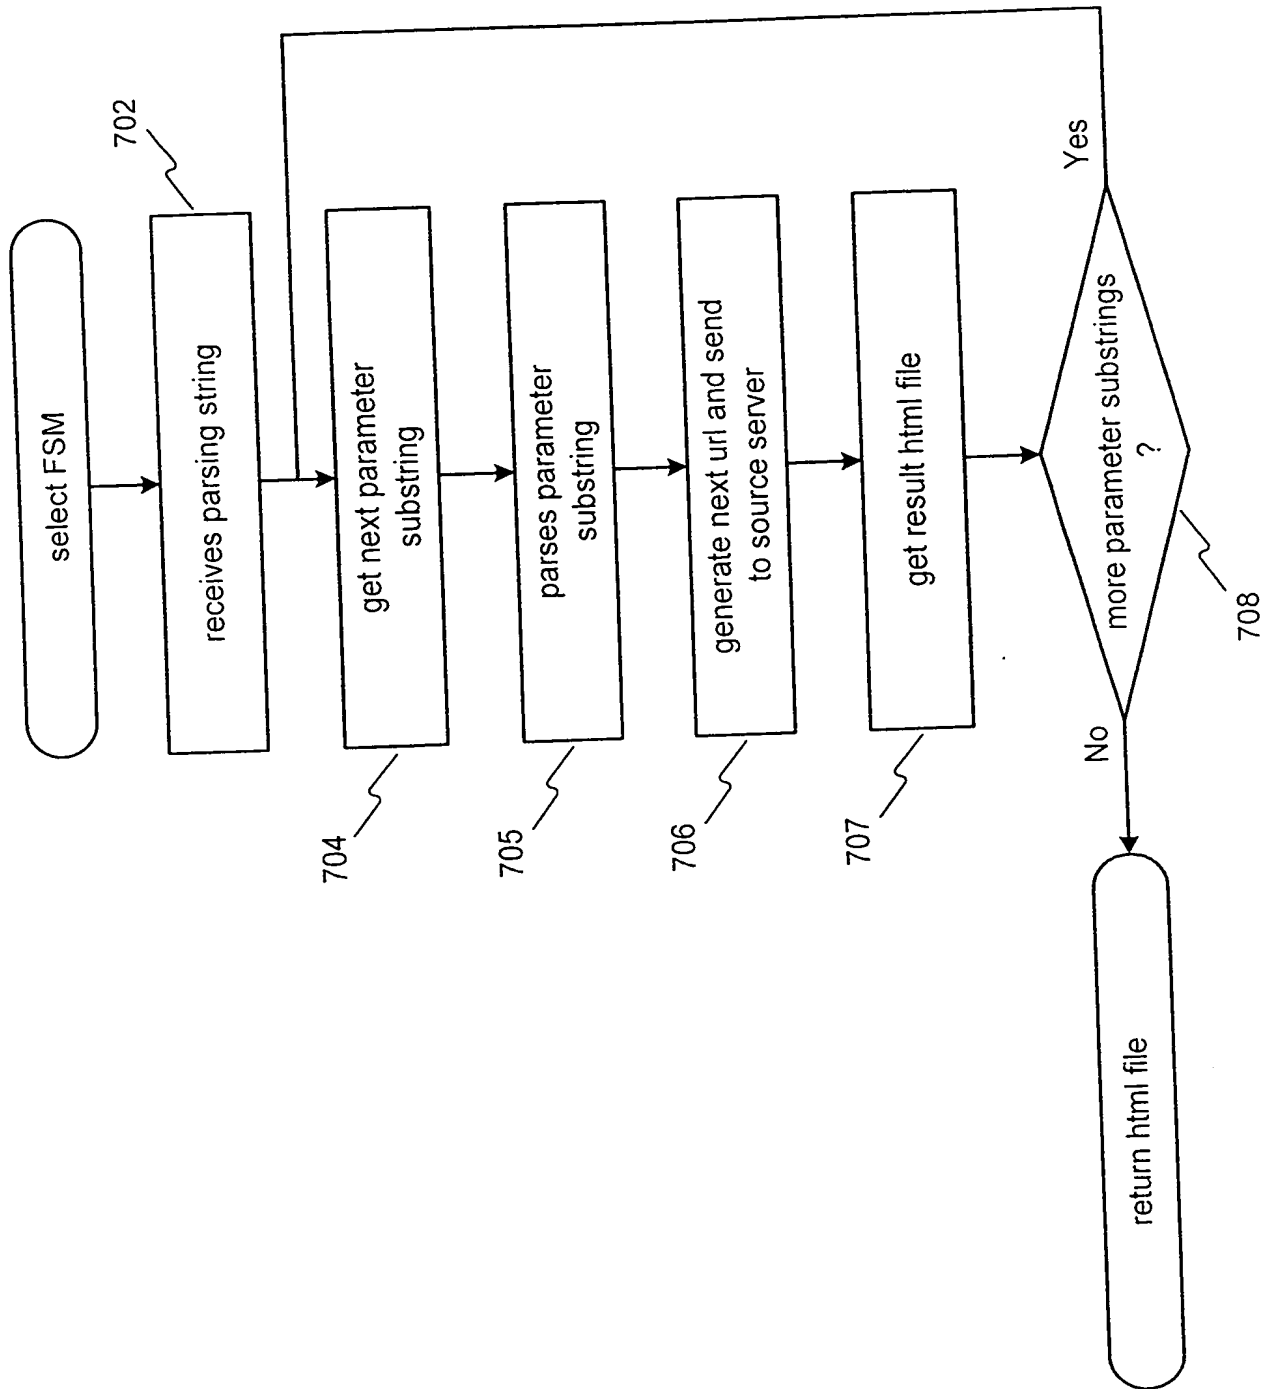 select FSM
702
receives parsing string
get next parameter
substring
704
parses parameter
substring
705
generate next url and send
to source server
706
get result html file
707
more parameter substrings
?
708
Yes
No
return html file